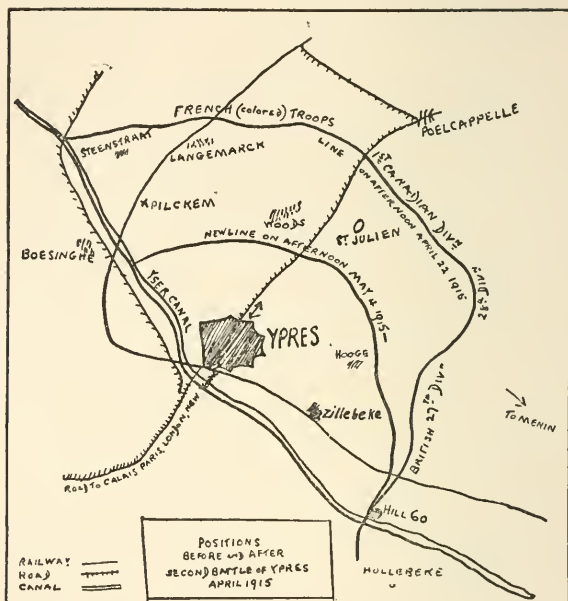 FRENCH (colored) TROOPS
LINE
ON AFTERNOON APRIL 22 1916
1ST CANADIAN DIVN
28TH DIVN
BRITISH 27TH DIVN
POELCAPPELLE
STEENSTRAAT
LANGEMARCK
PILCKEM
WOODS
ST JULIEN
BOESINGHE
NEW LINE ON AFTERNOON MAY 4 1915
YSER CANAL
YPRES
HOOGE
Zillebeke
TO MENIN
ROAD TO CALAIS PARIS, LONDON, NEW
HILL 60
HOLLEBEKE
RAILWAY
ROAD
CANAL
POSITIONS
BEFORE AND AFTER
SECOND BATTLE OF YPRES
APRIL 1915